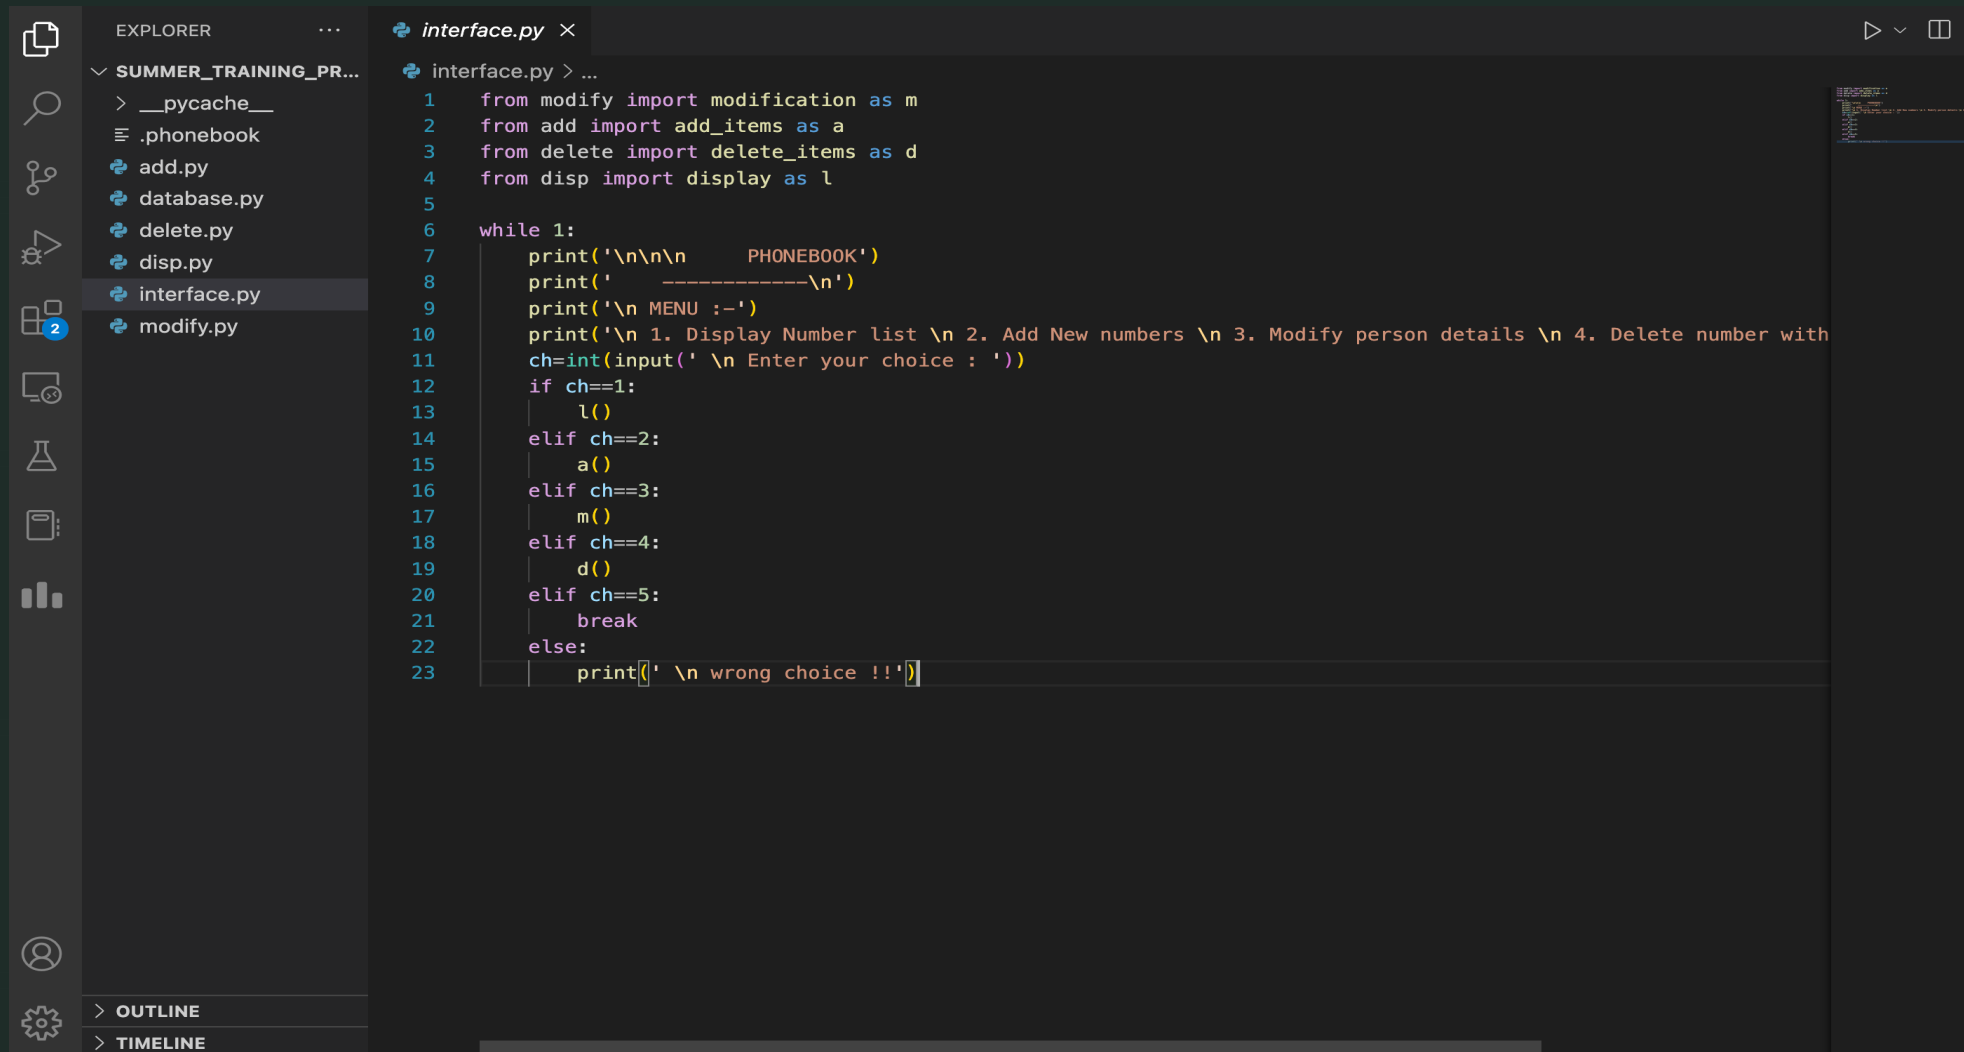 EXPLORER ...
SUMMER_TRAINING_PR...
__pycache__
.phonebook
add.py
database.py
delete.py
disp.py
interface.py
modify.py
2
OUTLINE
TIMELINE
interface.py
interface.py > ...
1 from modify import modification as m
2 from add import add_items as a
3 from delete import delete_items as d
4 from disp import display as l
5
6 while 1:
7     print('\n\n\n     PHONEBOOK')
8     print('    ------------\n')
9     print('\n MENU :-')
10     print('\n 1. Display Number list \n 2. Add New numbers \n 3. Modify person details \n 4. Delete number with
11     ch=int(input(' \n Enter your choice : '))
12     if ch==1:
13         l()
14     elif ch==2:
15         a()
16     elif ch==3:
17         m()
18     elif ch==4:
19         d()
20     elif ch==5:
21         break
22     else:
23         print(' \n wrong choice !!')